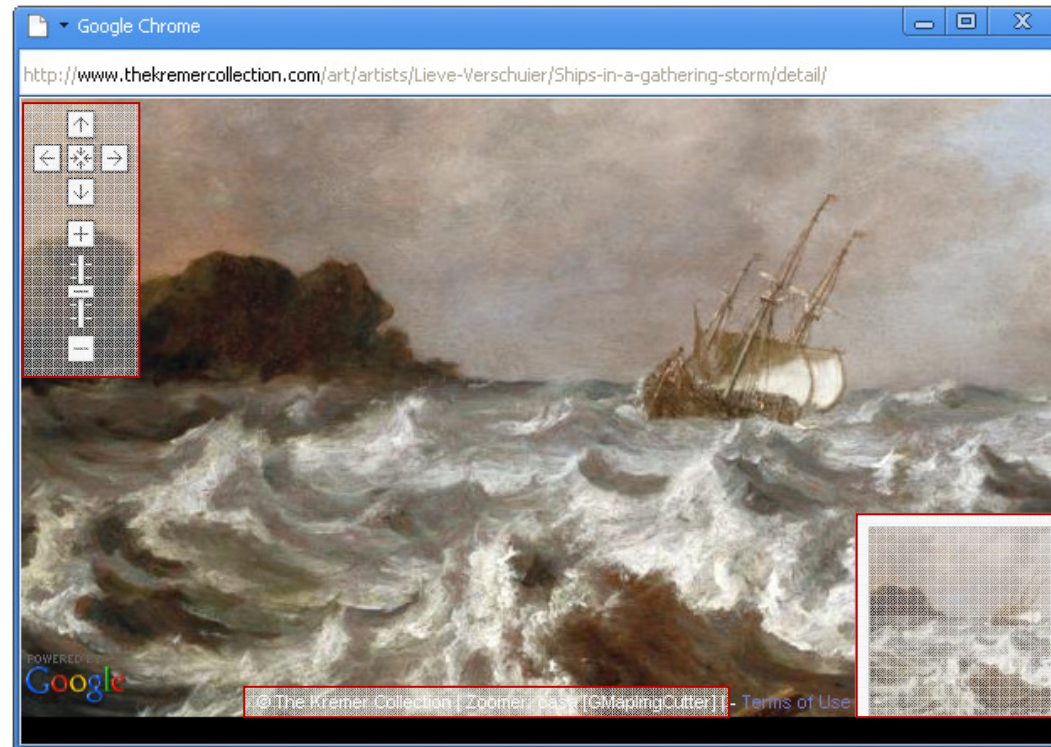 Google Chrome
http://www.thekremercollection.com/art/artists/Lieve-Verschuier/Ships-in-a-gathering-storm/detail/
POWERED BY
Google
© The Kremer Collection | Zoomer: casa [GMapImgCutter] | - Terms of Use